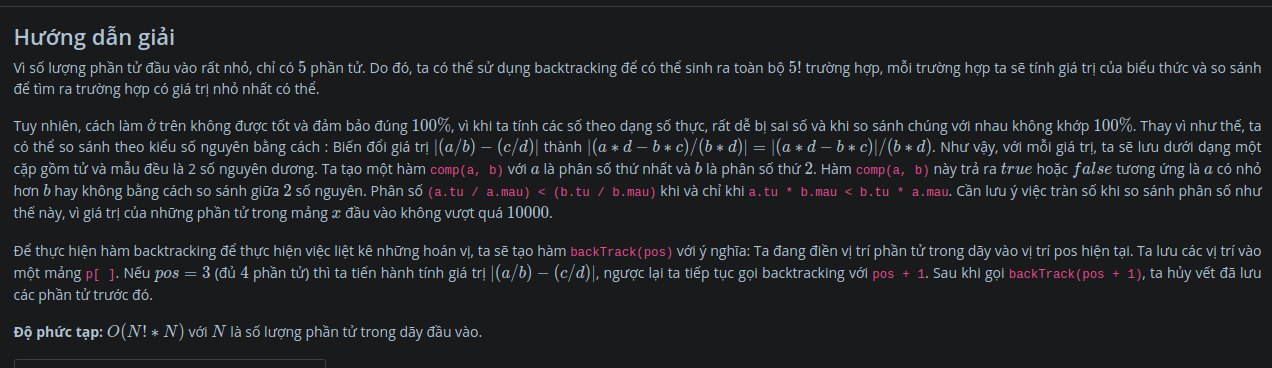 Hướng dẫn giải
Vì số lượng phần tử đầu vào rất nhỏ, chỉ có 5 phần tử. Do đó, ta có thể sử dụng backtracking để có thể sinh ra toàn bộ 5! trường hợp, mỗi trường hợp ta sẽ tính giá trị của biểu thức và so sánh
để tìm ra trường hợp có giá trị nhỏ nhất có thể.
Tuy nhiên, cách làm ở trên không được tốt và đảm bảo đúng 100%, vì khi ta tính các số theo dạng số thực, rất dễ bị sai số và khi so sánh chúng với nhau không khớp 100%. Thay vì như thế, ta
có thể so sánh theo kiểu số nguyên bằng cách : Biến đổi giá trị |(a/b) − (c/d)| thành |(a ∗ d − b ∗ c)/(b ∗ d)| = |(a ∗ d − b ∗ c)|/(b ∗ d). Như vậy, với mỗi giá trị, ta sẽ lưu dưới dạng một
cặp gồm tử và mẫu đều là 2 số nguyên dương. Ta tạo một hàm comp(a, b) với a là phân số thứ nhất và b là phân số thứ 2. Hàm comp(a, b) này trả ra true hoặc false tương ứng là a có nhỏ
hơn b hay không bằng cách so sánh giữa 2 số nguyên. Phân số (a.tu / a.mau) < (b.tu / b.mau) khi và chỉ khi a.tu * b.mau < b.tu * a.mau. Cần lưu ý việc tràn số khi so sánh phân số như
thế này, vì giá trị của những phần tử trong mảng x đầu vào không vượt quá 10000.
Để thực hiện hàm backtracking để thực hiện việc liệt kê những hoán vị, ta sẽ tạo hàm backTrack(pos) với ý nghĩa: Ta đang điền vị trí phần tử trong dãy vào vị trí pos hiện tại. Ta lưu các vị trí vào
một mảng p[ ]. Nếu pos = 3 (đủ 4 phần tử) thì ta tiến hành tính giá trị |(a/b) − (c/d)|, ngược lại ta tiếp tục gọi backtracking với pos + 1. Sau khi gọi backTrack(pos + 1), ta hủy vết đã lưu
các phần tử trước đó.
Độ phức tạp: O(N! ∗ N) với N là số lượng phần tử trong dãy đầu vào.